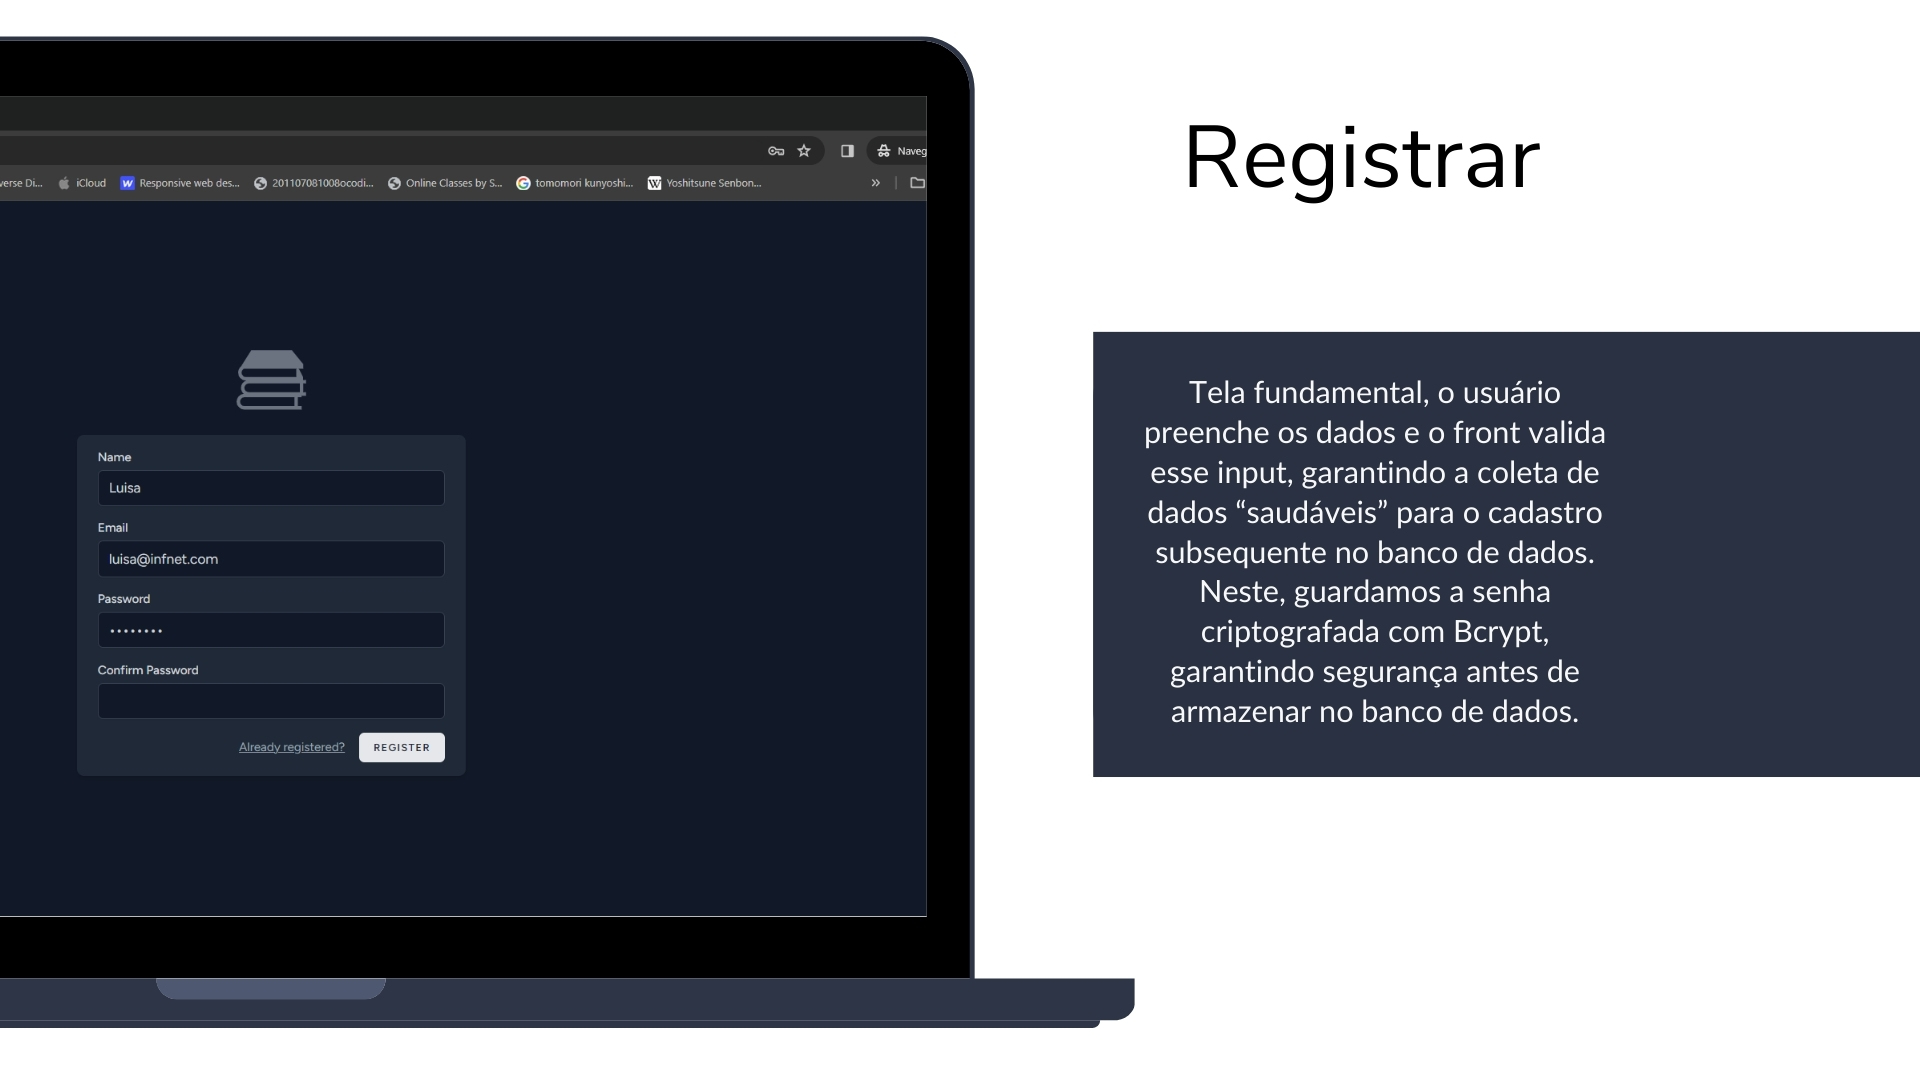 Registrar
Naveg
verse Di... iCloud Responsive web des... 201107081008ocodi... Online Classes by S... tomomori kunyoshi... Yoshitsune Senbon... »
Name
Luisa
Email
luisa@infnet.com
Password
••••••••
Confirm Password
Already registered? REGISTER
Tela fundamental, o usuário
preenche os dados e o front valida
esse input, garantindo a coleta de
dados “saudáveis” para o cadastro
subsequente no banco de dados.
Neste, guardamos a senha
criptografada com Bcrypt,
garantindo segurança antes de
armazenar no banco de dados.